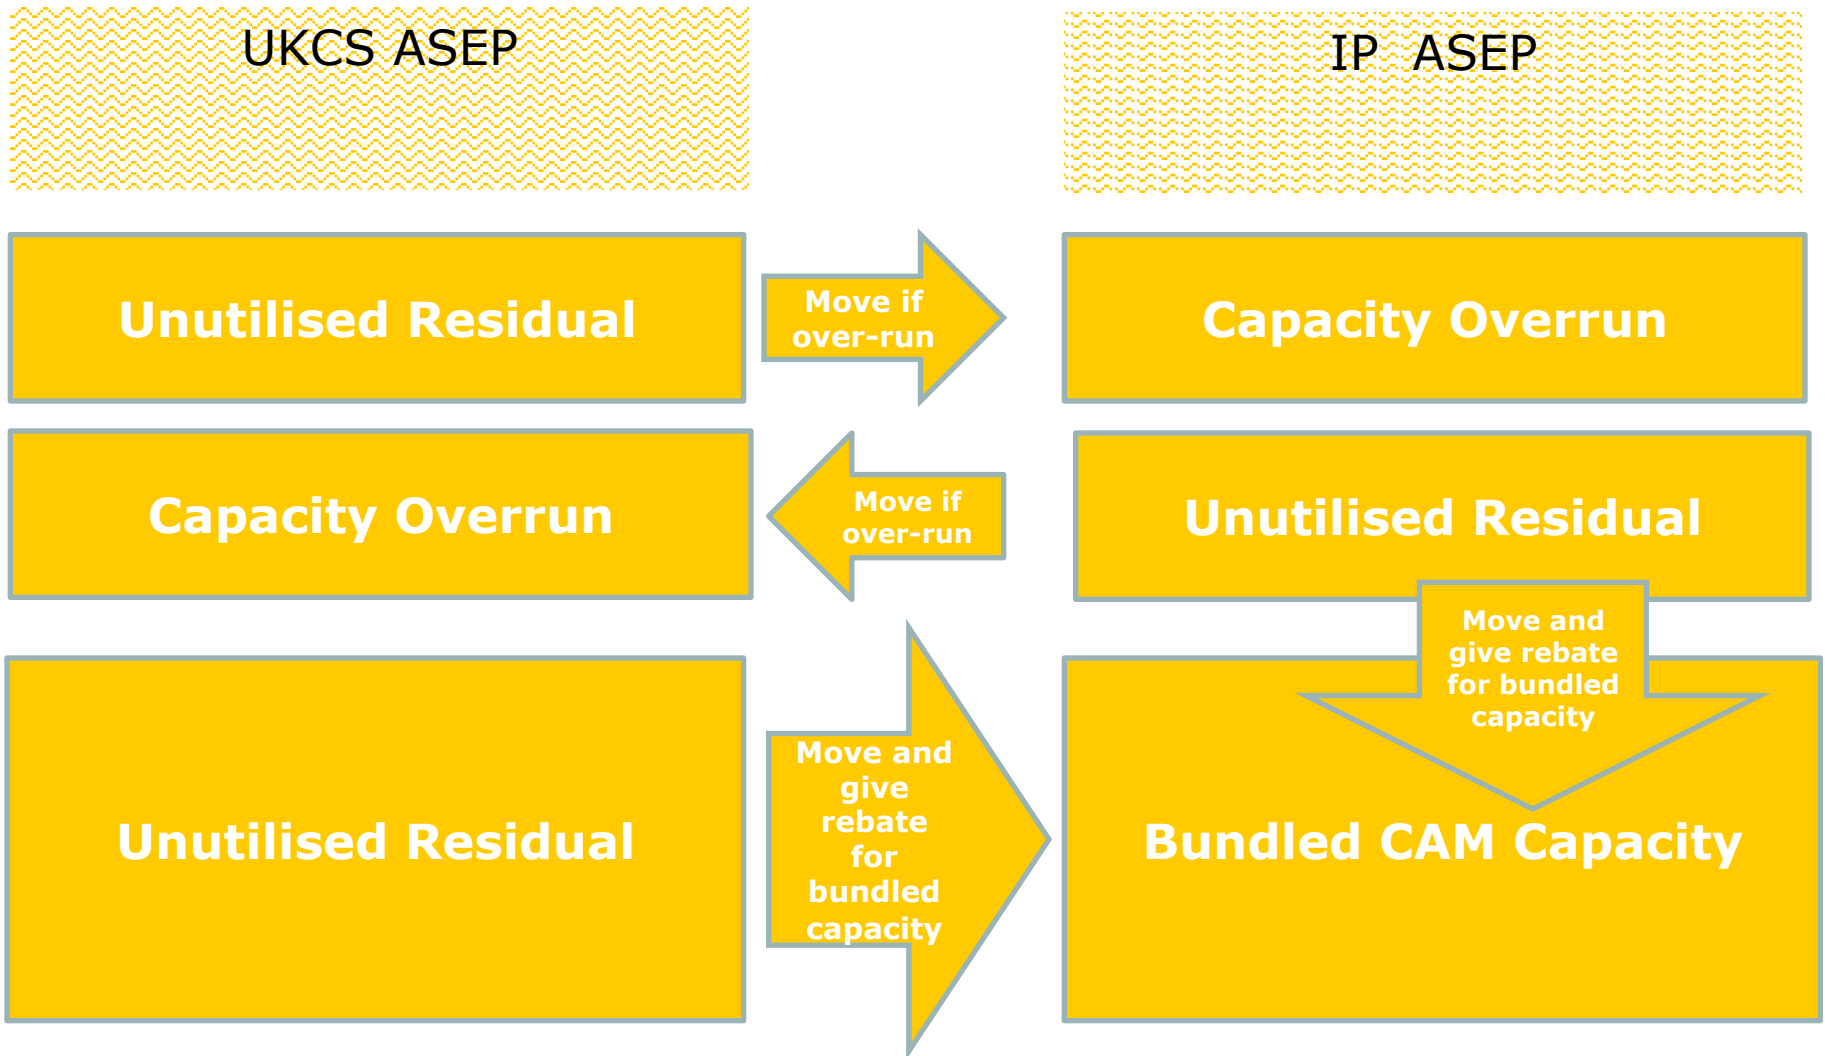 UKCS ASEP
IP ASEP
Unutilised Residual
Move if
over-run
Capacity Overrun
Capacity Overrun
Move if
over-run
Unutilised Residual
Move and
give rebate
for bundled
capacity
Unutilised Residual
Move and
give
rebate
for
bundled
capacity
Bundled CAM Capacity